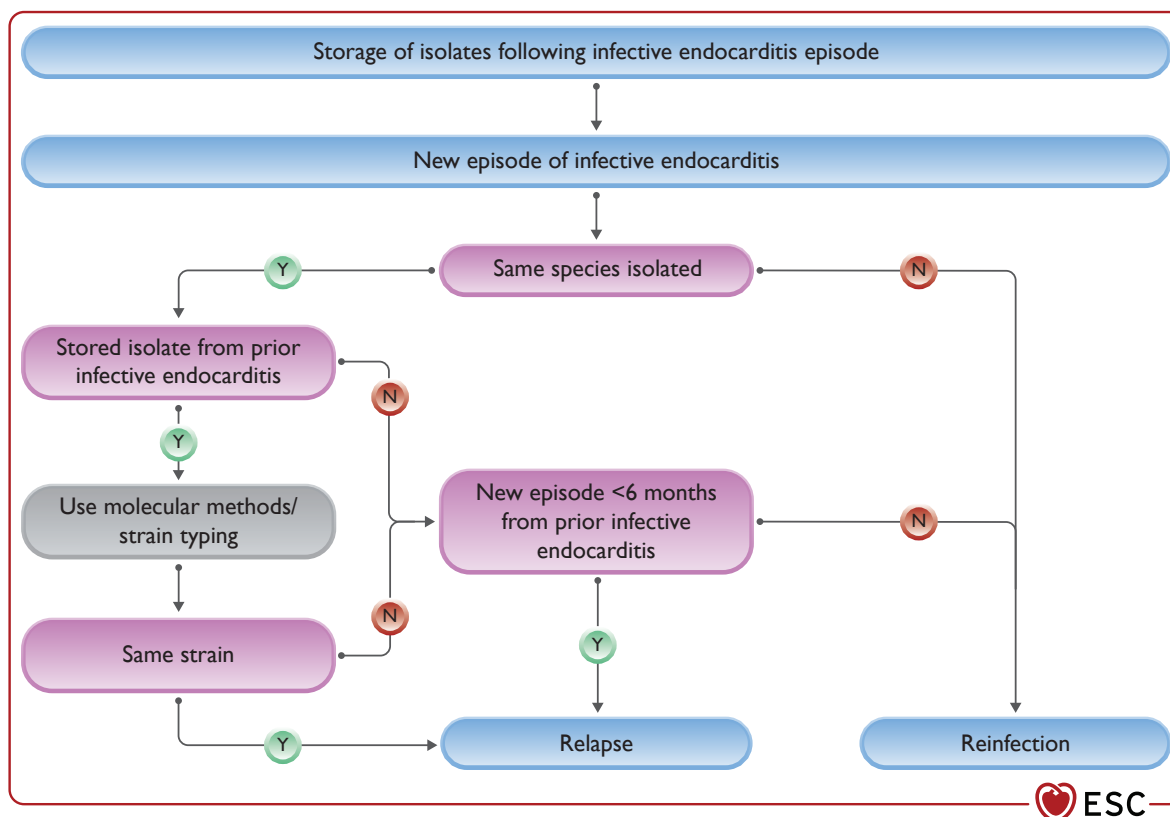 Storage of isolates following infective endocarditis episode
New episode of infective endocarditis
Same species isolated
Y
N
Stored isolate from prior
infective endocarditis
N
Y
Use molecular methods/
strain typing
New episode <6 months
from prior infective
endocarditis
N
N
Y
Same strain
Y
Relapse
Reinfection
ESC